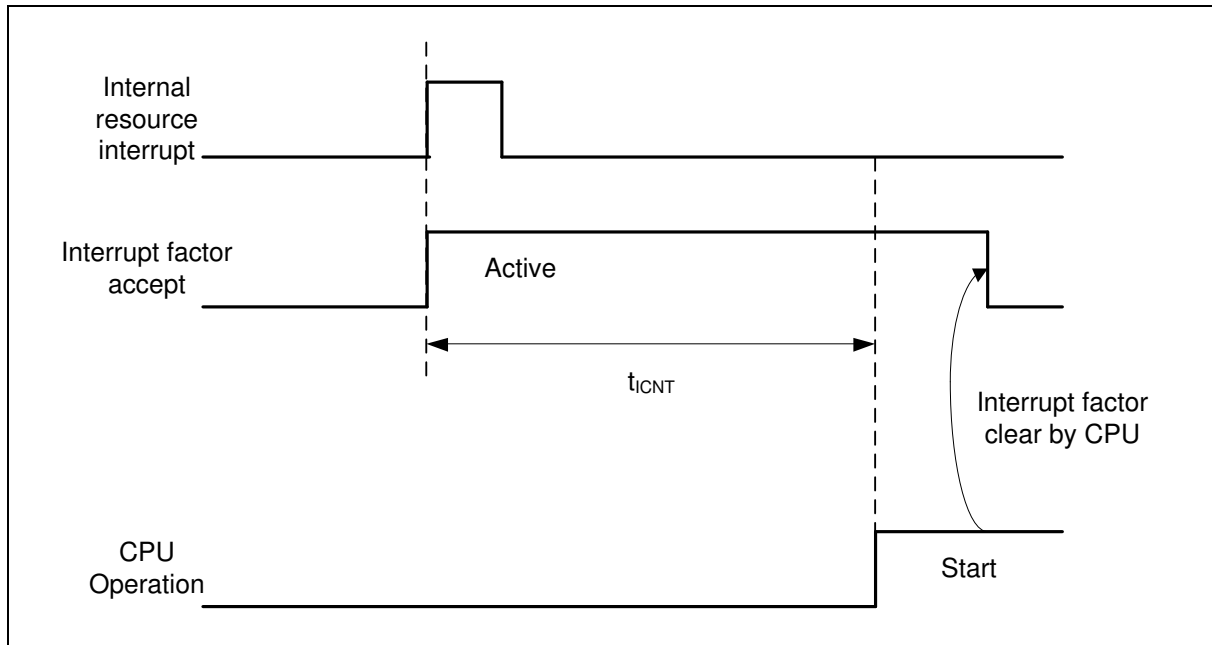 Internal
resource
interrupt
Interrupt factor
accept
Active
tICNT
Interrupt factor
clear by CPU
CPU
Operation
Start